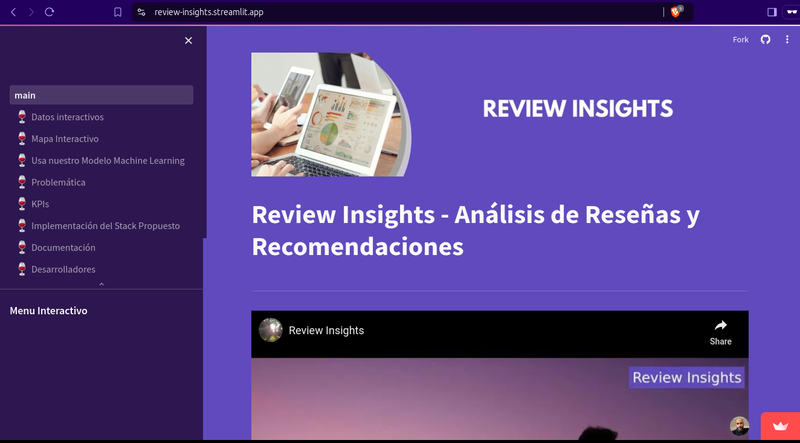 review-insights.streamlit.app
Fork
main
Datos interactivos
Mapa Interactivo
Usa nuestro Modelo Machine Learning
Problemática
KPIs
Implementación del Stack Propuesto
Documentación
Desarrolladores
Menu Interactivo
REVIEW INSIGHTS
Review Insights - Análisis de Reseñas y
Recomendaciones
Review Insights
Share
Review Insights